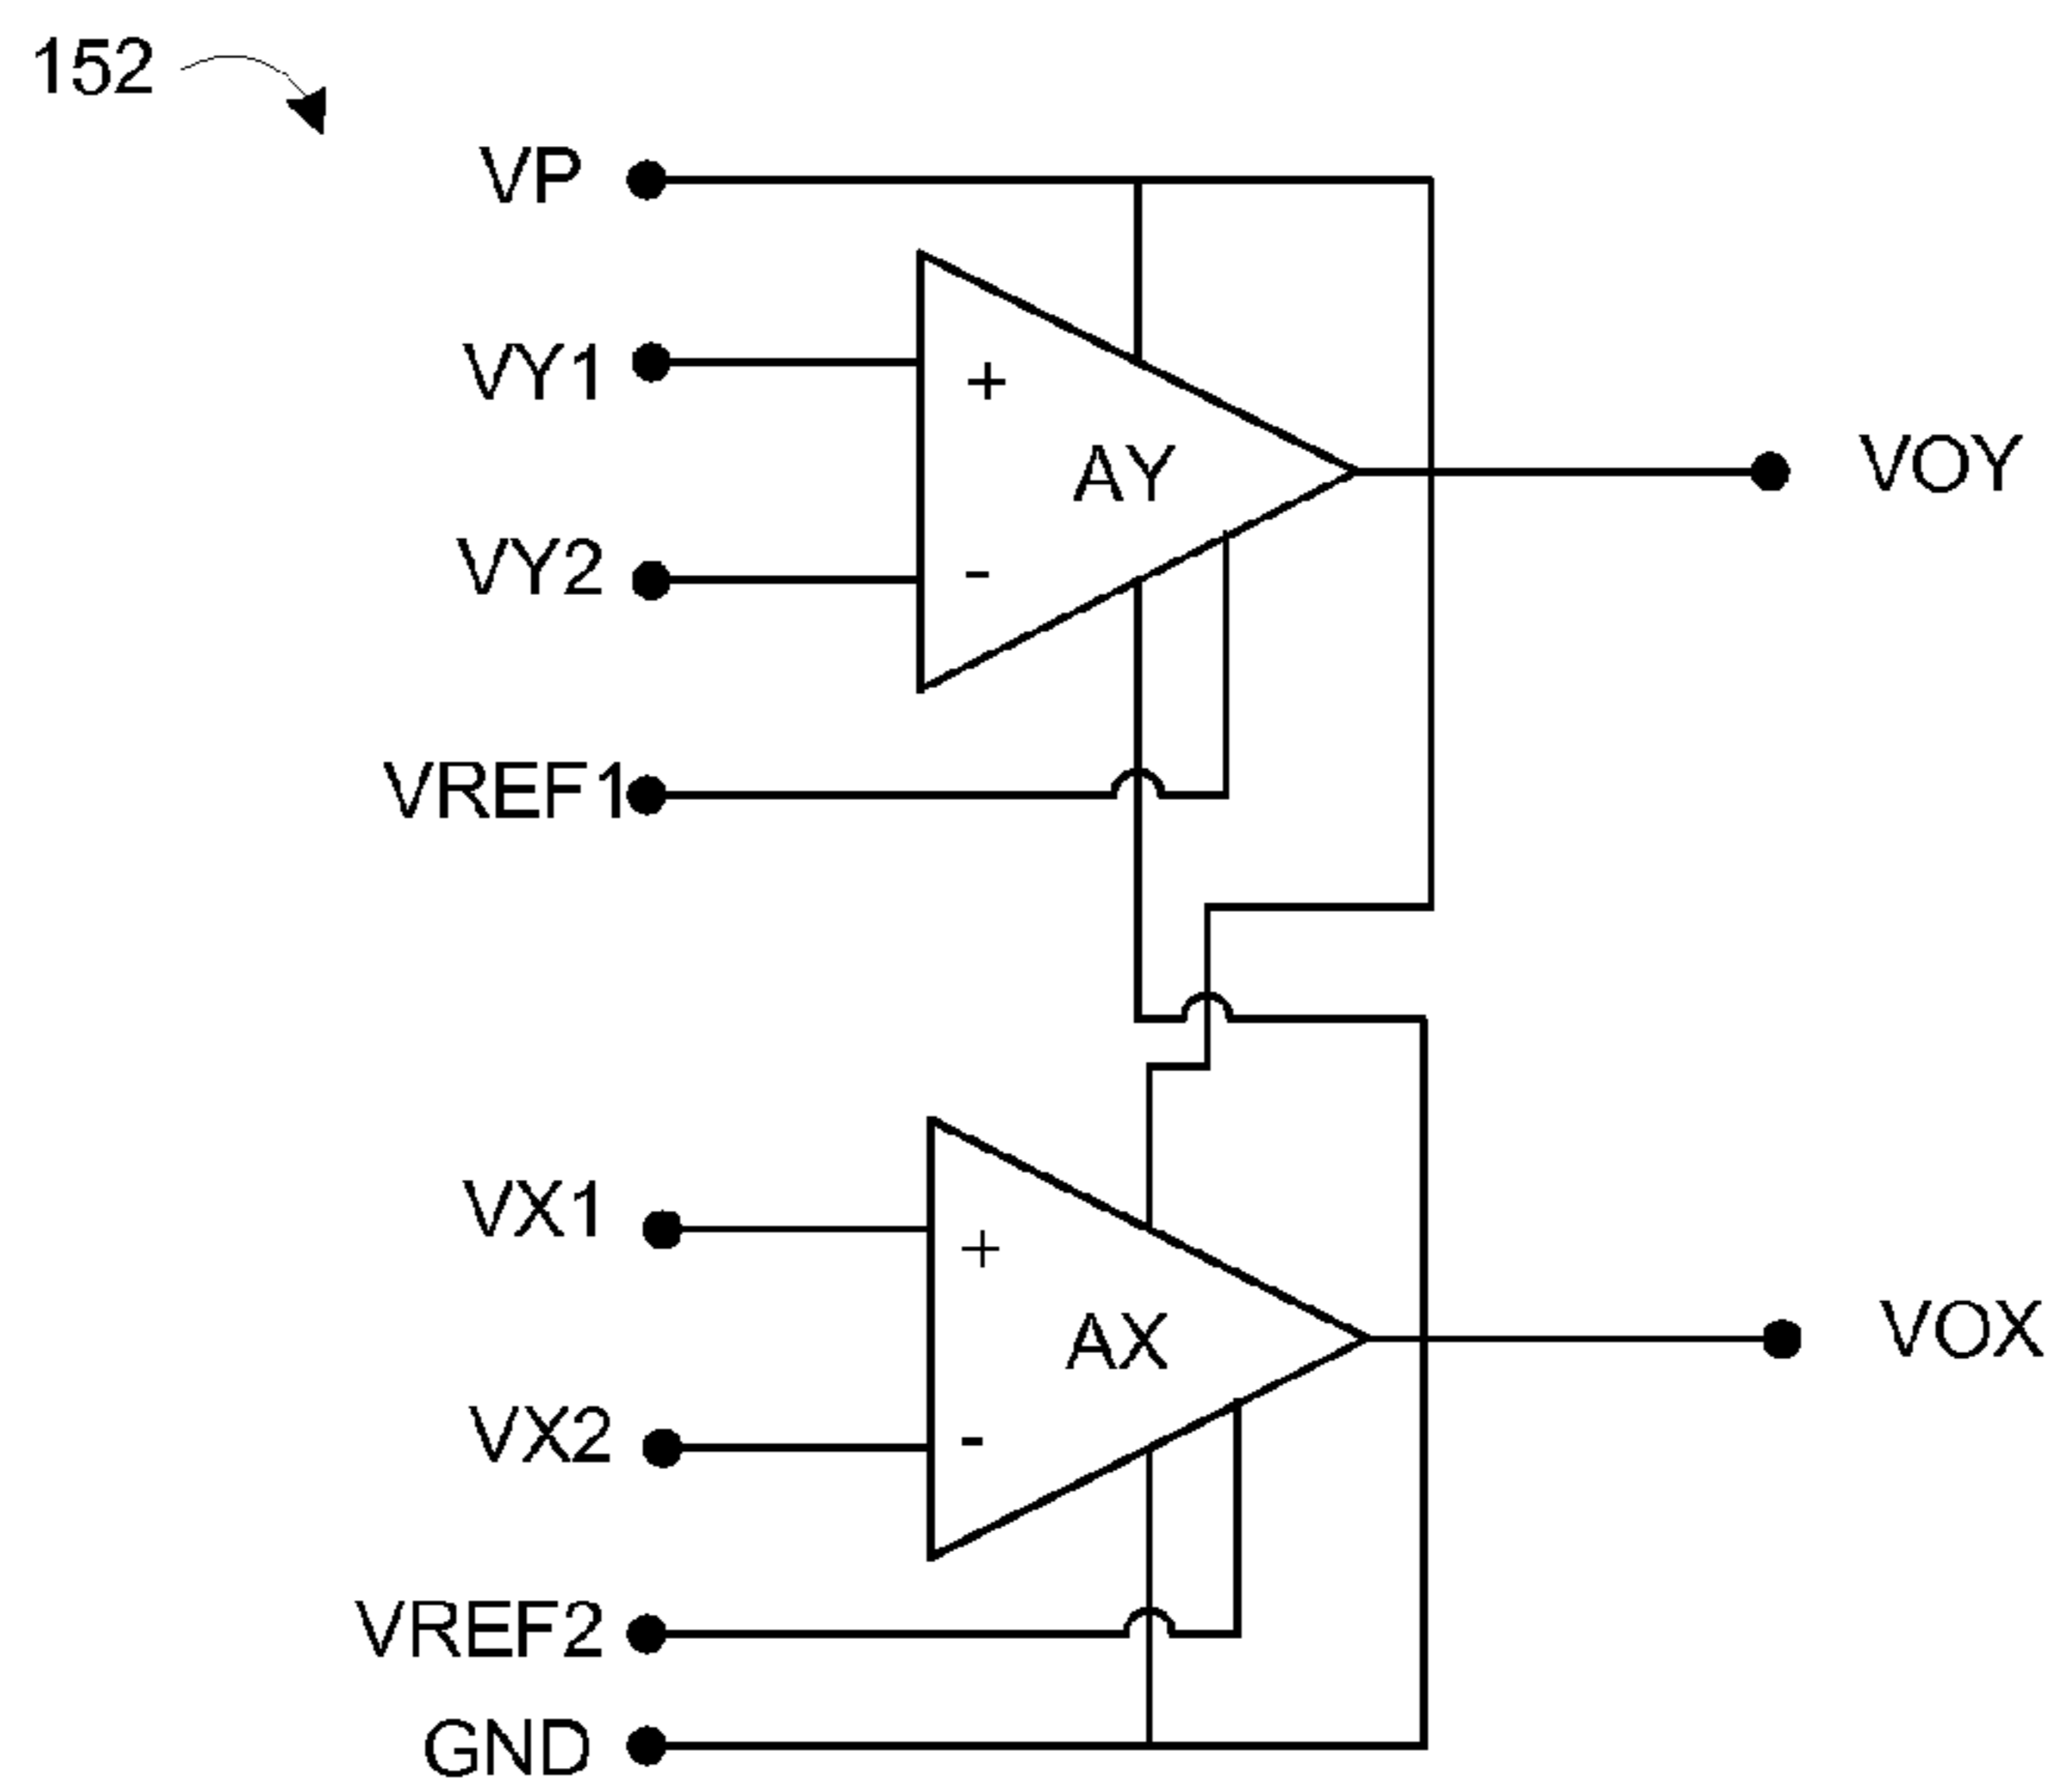 152
VP
VY1
+
AY
VOY
VY2
-
VREF1
VX1
+
AX
VOX
VX2
-
VREF2
GND